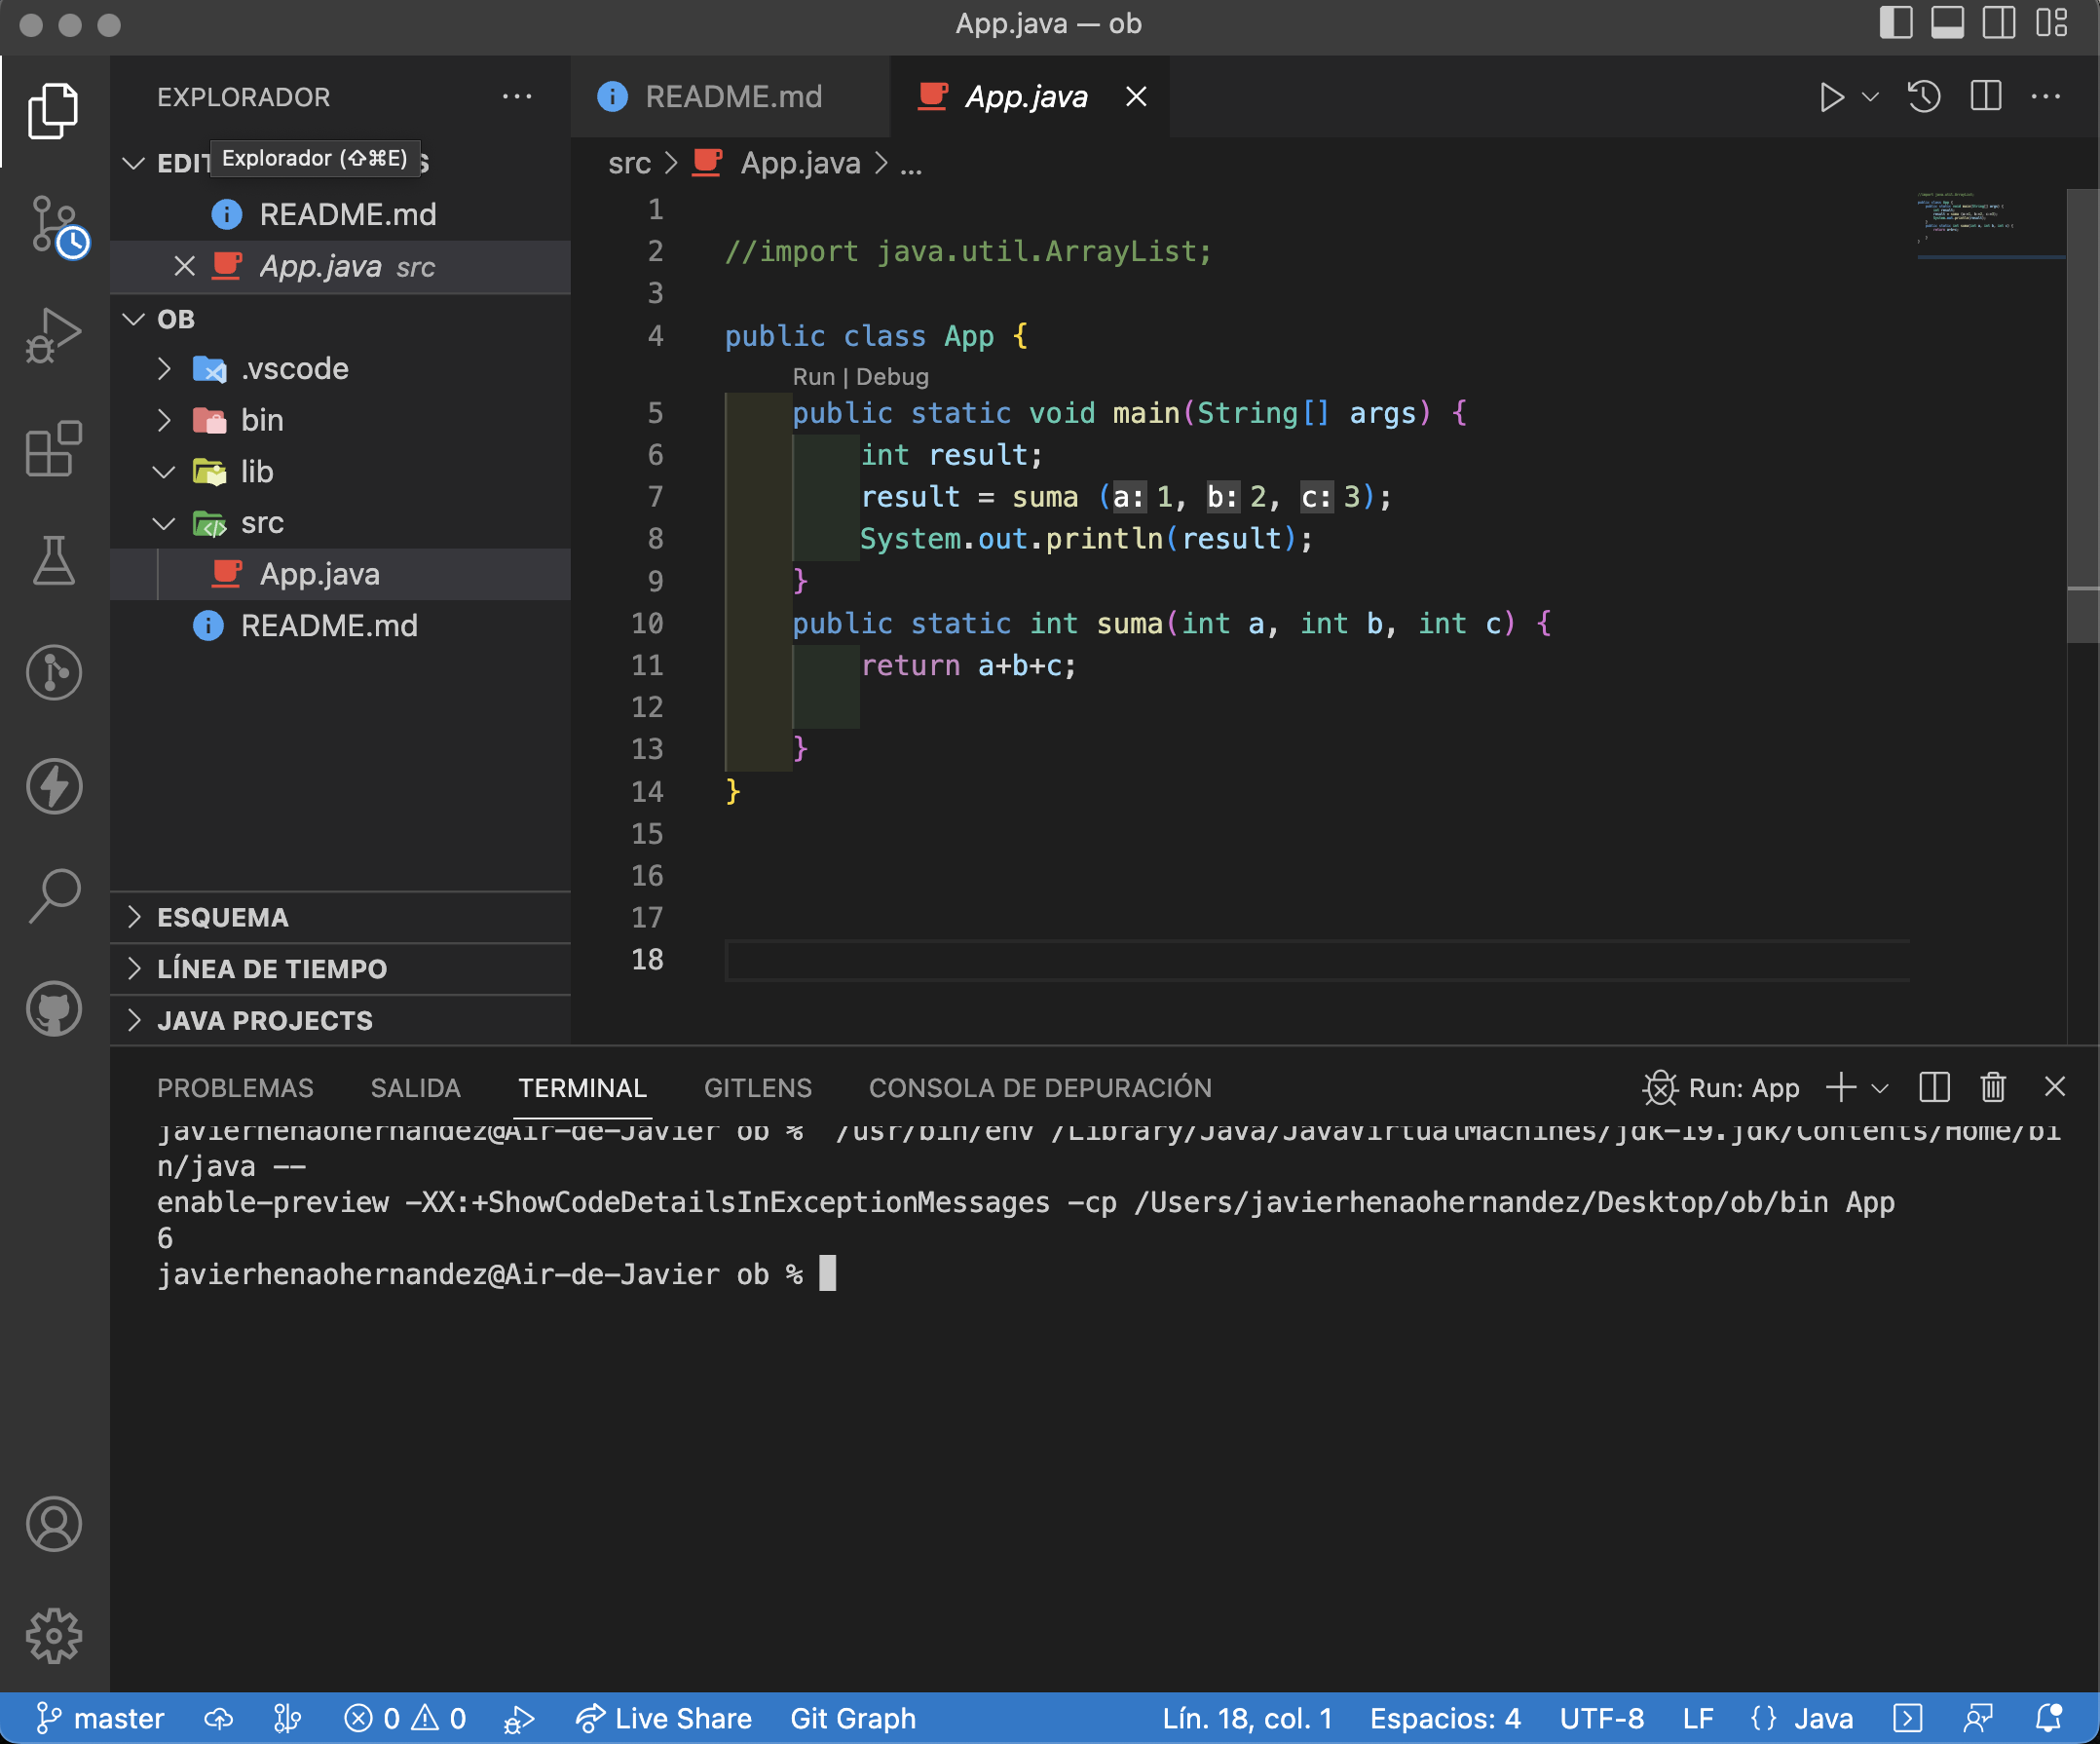 App.java — ob
EXPLORADOR
README.md
App.java
Explorador (⇧⌘E)
src > App.java > ...
README.md
App.java src
OB
.vscode
bin
lib
src
App.java
README.md
ESQUEMA
LÍNEA DE TIEMPO
JAVA PROJECTS
1
2 //import java.util.ArrayList;
3
4 public class App {
Run | Debug
5 public static void main(String[] args) {
6 int result;
7 result = suma (a: 1, b: 2, c: 3);
8 System.out.println(result);
9 }
10 public static int suma(int a, int b, int c) {
11 return a+b+c;
12
13 }
14 }
15
16
17
18
PROBLEMAS SALIDA TERMINAL GITLENS CONSOLA DE DEPURACIÓN Run: App
javierhenaohernandez@Air-de-Javier ob % /usr/bin/env /Library/Java/JavaVirtualMachines/jdk-19.jdk/Contents/Home/bi
n/java --
enable-preview -XX:+ShowCodeDetailsInExceptionMessages -cp /Users/javierhenaohernandez/Desktop/ob/bin App
6
javierhenaohernandez@Air-de-Javier ob %
master 0 0 Live Share Git Graph Lín. 18, col. 1 Espacios: 4 UTF-8 LF {} Java